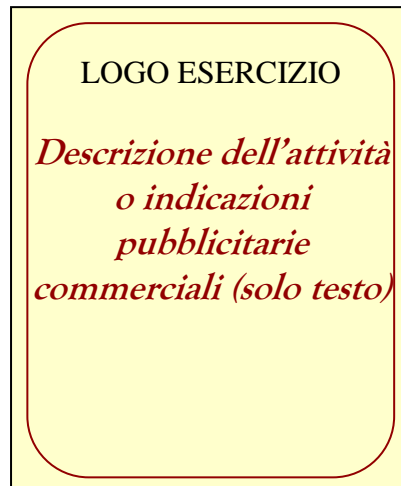 LOGO ESERCIZIO
Descrizione dell’attività
o indicazioni
pubblicitarie
commerciali (solo testo)